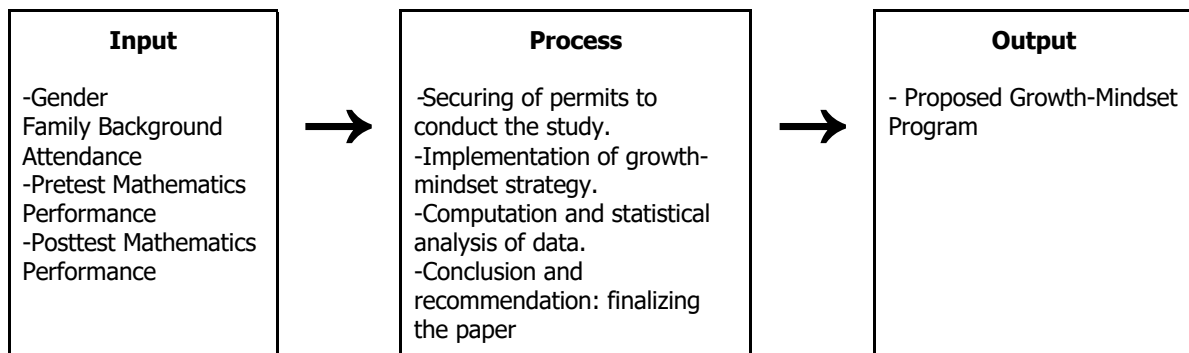 Input
-Gender
Family Background
Attendance
-Pretest Mathematics
Performance
-Posttest Mathematics
Performance
Process
-Securing of permits to
conduct the study.
-Implementation of growth-
mindset strategy.
-Computation and statistical
analysis of data.
-Conclusion and
recommendation: finalizing
the paper
Output
- Proposed Growth-Mindset
Program